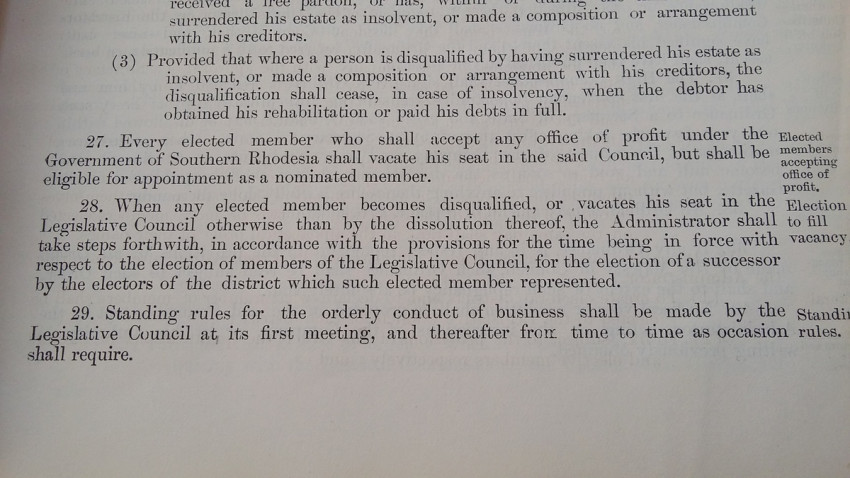 received a free pardon, or has,
surrendered his estate as insolvent, or made a composition or arrangement
with his creditors.
(3) Provided that where a person is disqualified by having surrendered his estate as
insolvent, or made a composition or arrangement with his creditors, the
disqualification shall cease, in case of insolvency, when the debtor has
obtained his rehabilitation or paid his debts in full.
27. Every elected member who shall accept any office of profit under the
Government of Southern Rhodesia shall vacate his seat in the said Council, but shall be
eligible for appointment as a nominated member.
Elected
members
accepting
office of
profit.
28. When any elected member becomes disqualified, or vacates his seat in the
Legislative Council otherwise than by the dissolution thereof, the Administrator shall
take steps forthwith, in accordance with the provisions for the time being in force with
respect to the election of members of the Legislative Council, for the election of a successor
by the electors of the district which such elected member represented.
Election
to fill
vacancy
29. Standing rules for the orderly conduct of business shall be made by the
Legislative Council at its first meeting, and thereafter from time to time as occasion
shall require.
Standi
rules.